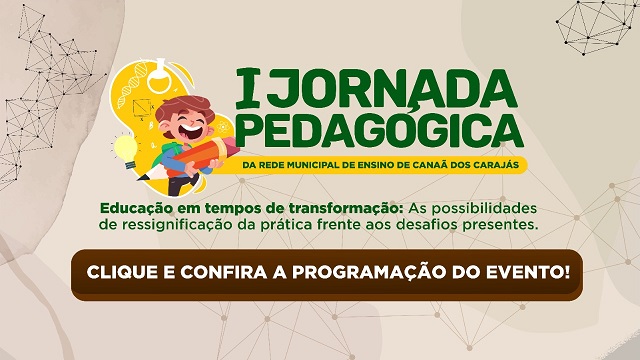 I JORNADA
PEDAGÓGICA
DA REDE MUNICIPAL DE ENSINO DE CANAÃ DOS CARAJÁS
Educação em tempos de transformação: As possibilidades
de ressignificação da prática frente aos desafios presentes.
CLIQUE E CONFIRA A PROGRAMAÇÃO DO EVENTO!